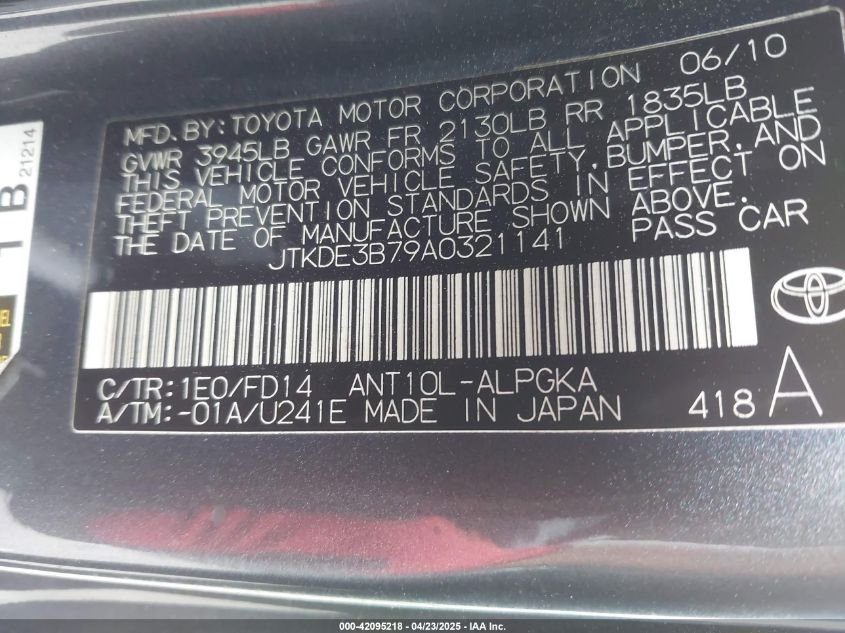 MFD.BY:TOYOTA MOTOR CORPORATION 06/10
GVWR 3945LB GAWR FR 2130LB RR 1835LB
THIS VEHICLE CONFORMS TO ALL APPLICABLE
FEDERAL MOTOR VEHICLE SAFETY,BUMPER,AND
THEFT PREVENTION STANDARDS IN EFFECT ON
THE DATE OF MANUFACTURE SHOWN ABOVE.
JTKDE3B79A0321141 PASS CAR
C/TR:1E0/FD14 ANT10L-ALPGKA
A/TM:-01A/U241E MADE IN JAPAN 418A
1B
21214
000-42095218 - 04/23/2025 - IAA Inc.